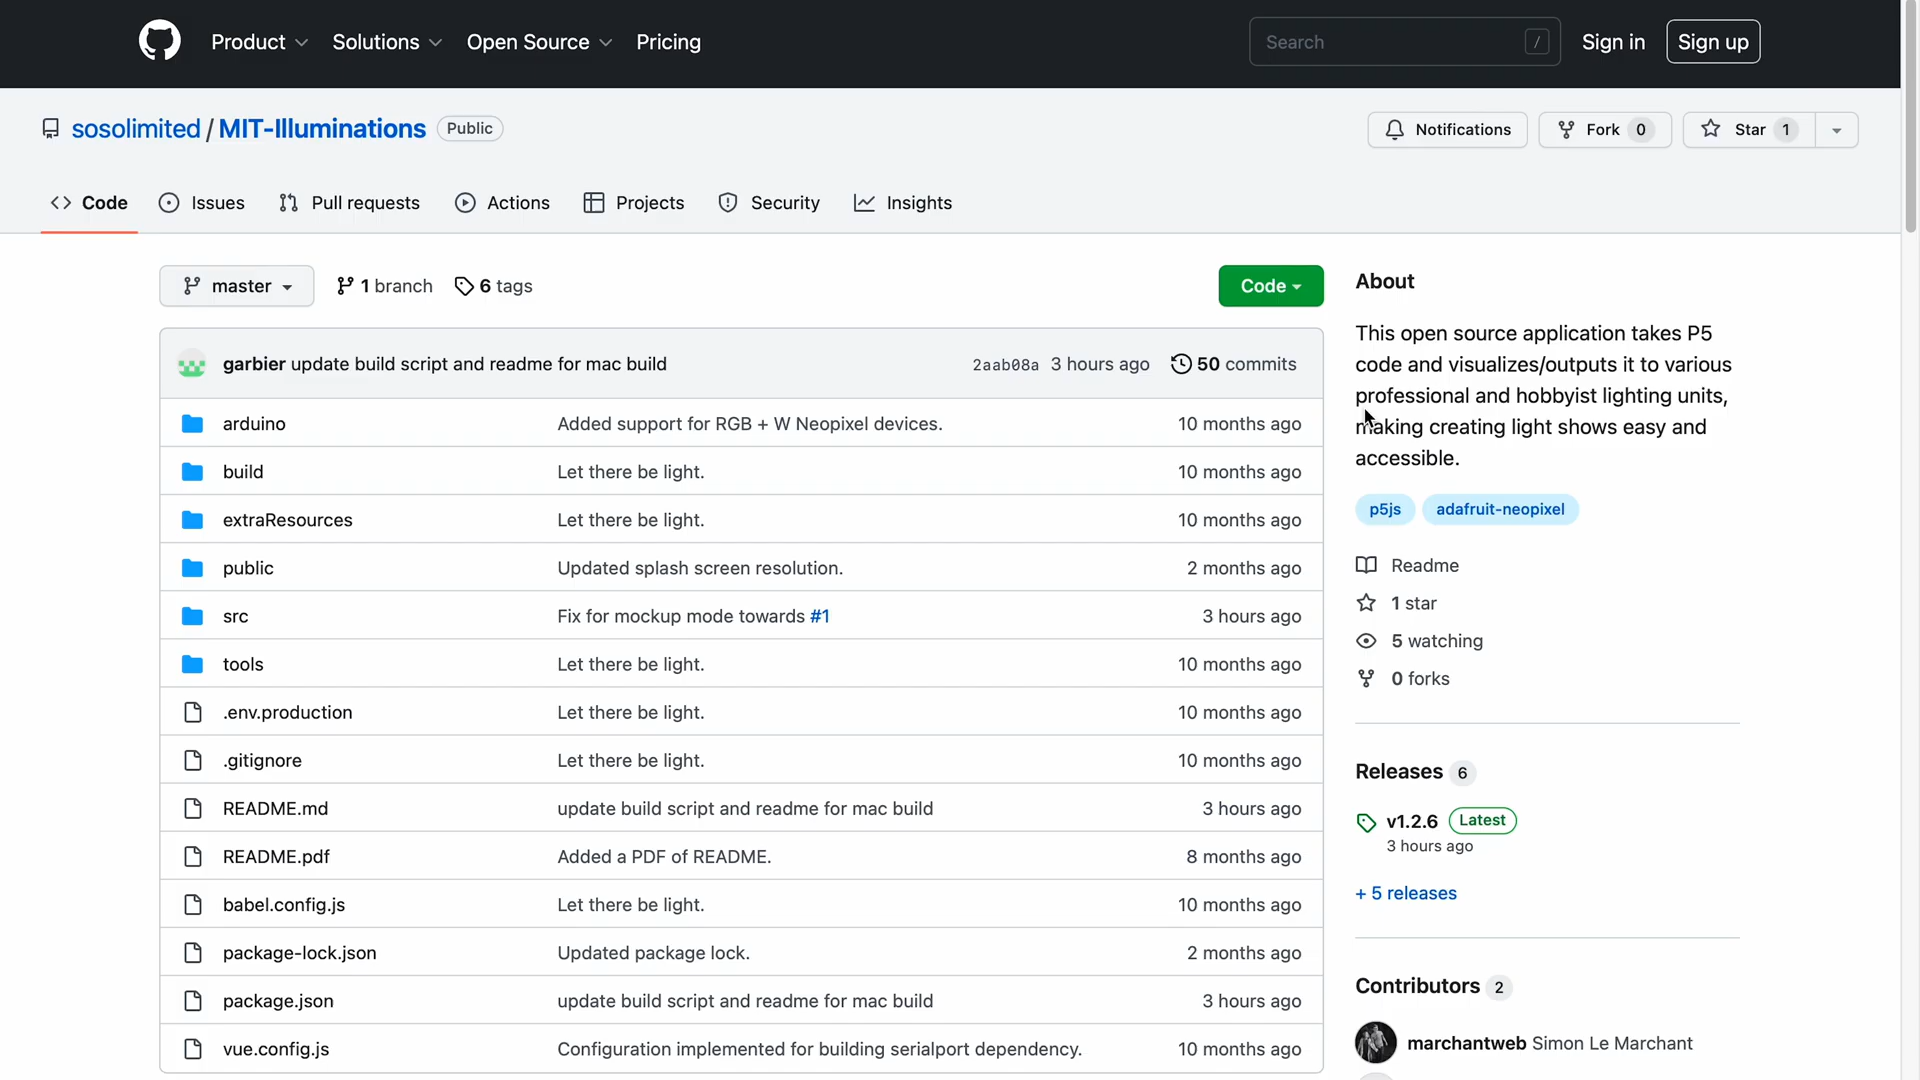 Product Solutions Open Source Pricing Search / Sign in Sign up
sosolimited / MIT-Illuminations Public Notifications Fork 0 Star 1
Code Issues Pull requests Actions Projects Security Insights
master 1 branch 6 tags Code
garbier update build script and readme for mac build 2aab08a 3 hours ago 50 commits
arduino Added support for RGB + W Neopixel devices. 10 months ago
build Let there be light. 10 months ago
extraResources Let there be light. 10 months ago
public Updated splash screen resolution. 2 months ago
src Fix for mockup mode towards #1 3 hours ago
tools Let there be light. 10 months ago
.env.production Let there be light. 10 months ago
.gitignore Let there be light. 10 months ago
README.md update build script and readme for mac build 3 hours ago
README.pdf Added a PDF of README. 8 months ago
babel.config.js Let there be light. 10 months ago
package-lock.json Updated package lock. 2 months ago
package.json update build script and readme for mac build 3 hours ago
vue.config.js Configuration implemented for building serialport dependency. 10 months ago
About
This open source application takes P5
code and visualizes/outputs it to various
professional and hobbyist lighting units,
making creating light shows easy and
accessible.
p5js adafruit-neopixel
Readme
1 star
5 watching
0 forks
Releases 6
v1.2.6 Latest
3 hours ago
+ 5 releases
Contributors 2
marchantweb Simon Le Marchant